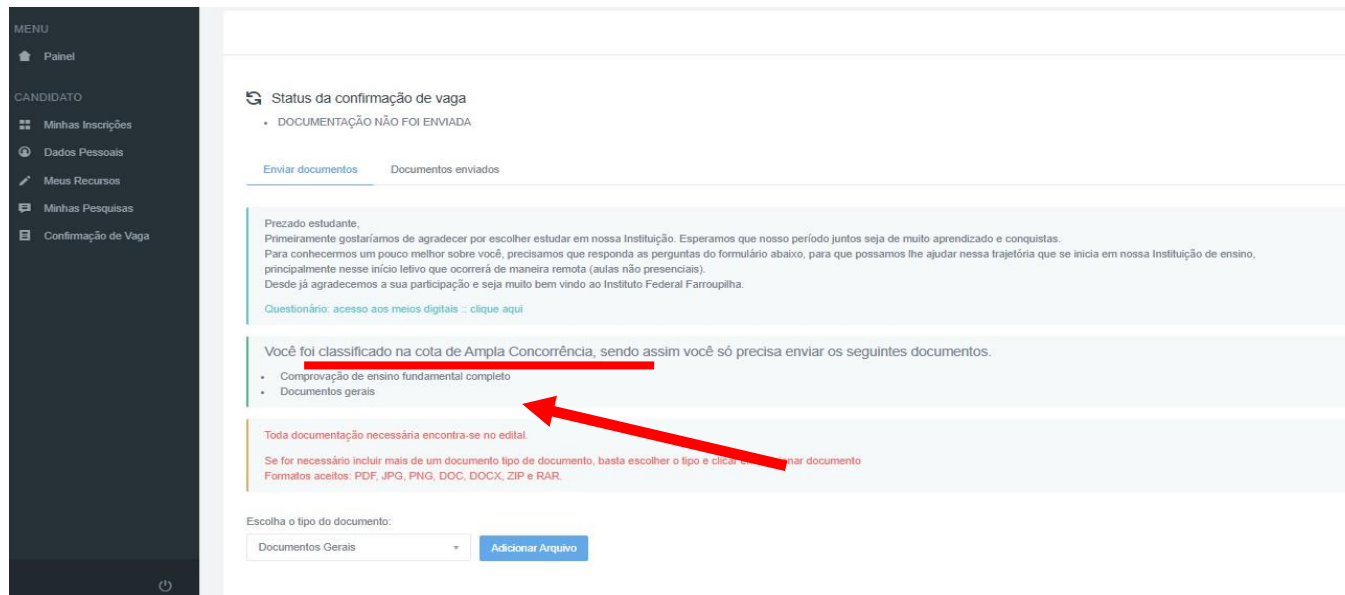 MENU
Painel
CANDIDATO
Minhas Inscrições
Dados Pessoais
Meus Recursos
Minhas Pesquisas
Confirmação de Vaga
Status da confirmação de vaga
• DOCUMENTAÇÃO NÃO FOI ENVIADA
Enviar documentos Documentos enviados
Prezado estudante,
Primeiramente gostaríamos de agradecer por escolher estudar em nossa Instituição. Esperamos que nosso período juntos seja de muito aprendizado e conquistas.
Para conhecermos um pouco melhor sobre você, precisamos que responda as perguntas do formulário abaixo, para que possamos lhe ajudar nessa trajetória que se inicia em nossa Instituição de ensino,
principalmente nesse início letivo que ocorrerá de maneira remota (aulas não presenciais).
Desde já agradecemos a sua participação e seja muito bem vindo ao Instituto Federal Farroupilha.
Questionário: acesso aos meios digitais :: clique aqui
Você foi classificado na cota de Ampla Concorrência, sendo assim você só precisa enviar os seguintes documentos.
• Comprovação de ensino fundamental completo
• Documentos gerais
Toda documentação necessária encontra-se no edital.
Se for necessário incluir mais de um documento tipo de documento, basta escolher o tipo e clicar documento
Formatos aceitos: PDF, JPG, PNG, DOC, DOCX, ZIP e RAR.
Escolha o tipo do documento:
Documentos Gerais Adicionar Arquivo